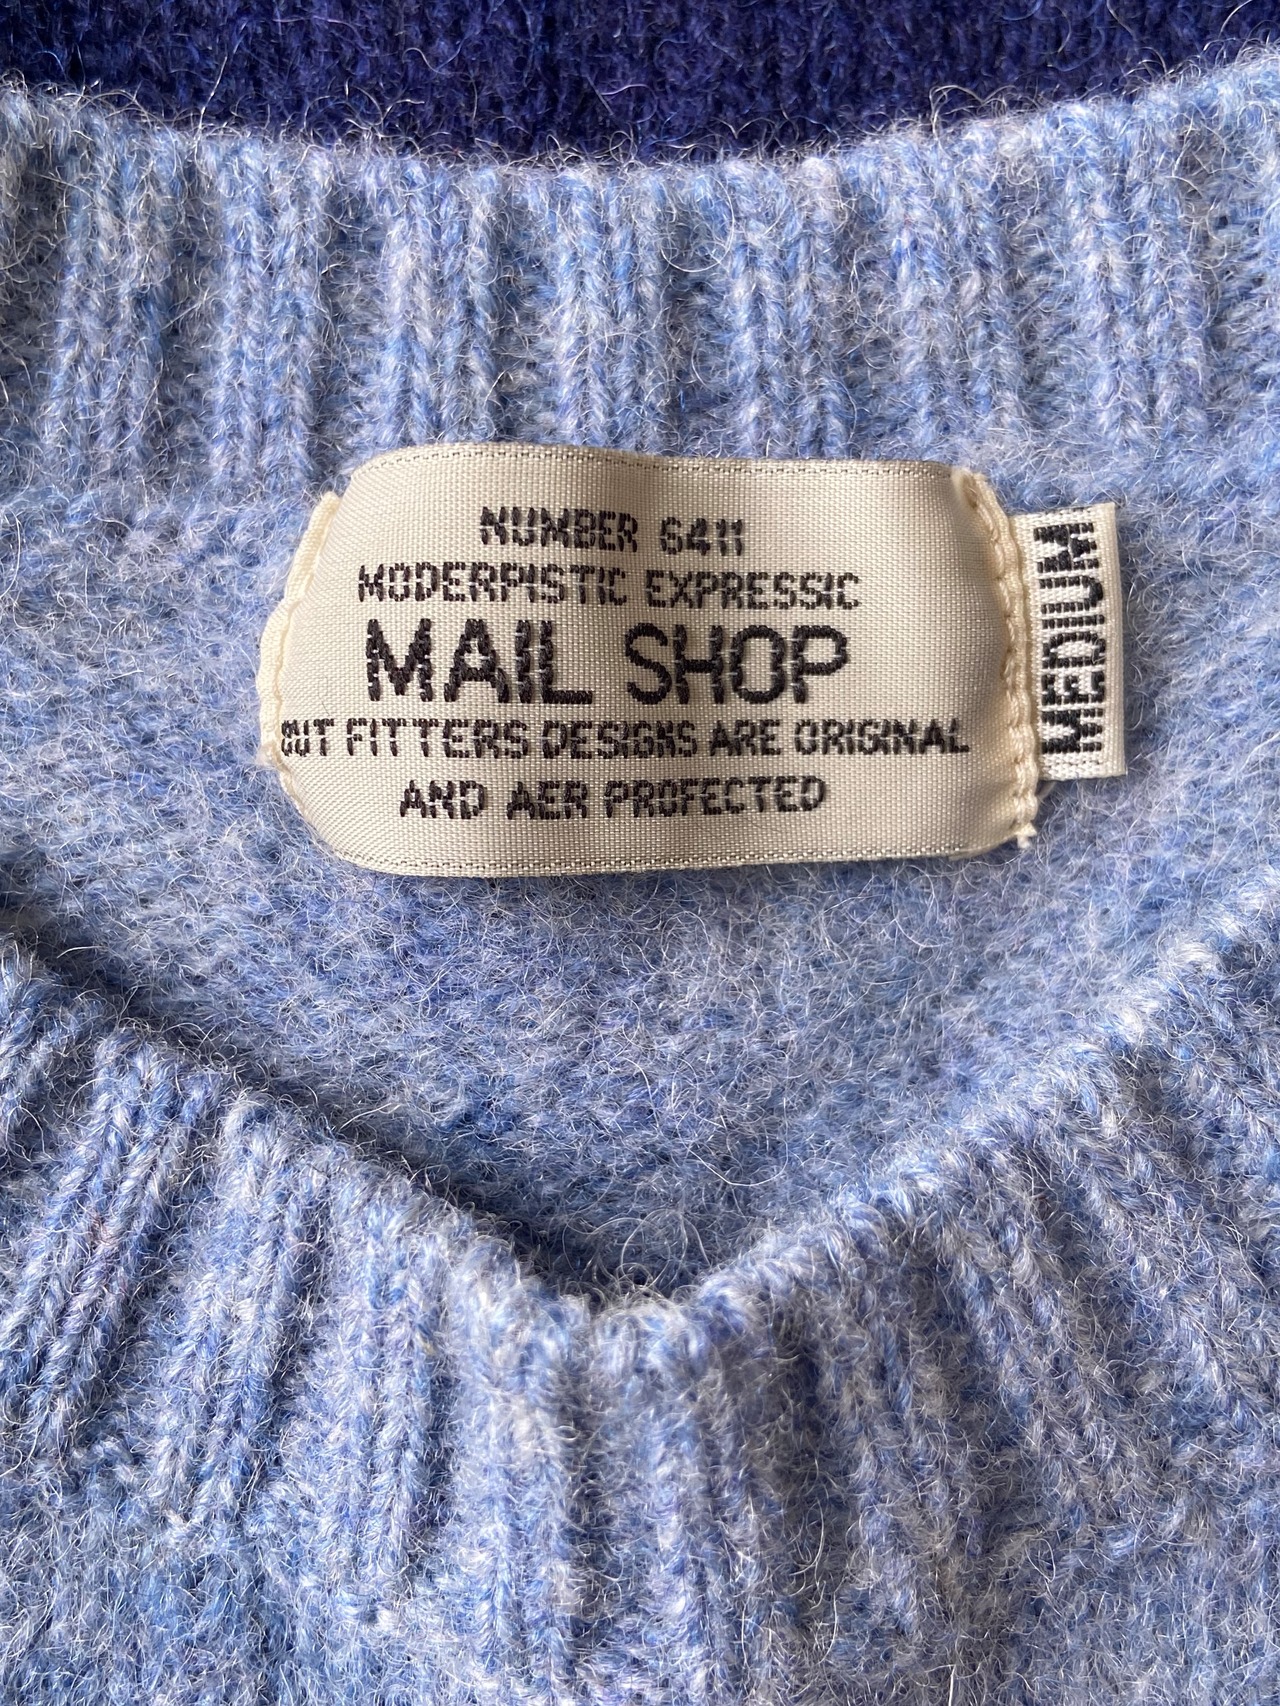 NUMBER 6411
MODERPISTIC EXPRESSIC
MAIL SHOP
OUT FITTERS DESIGNS ARE ORIGINAL
AND AER PROFECTED
MEDIUM